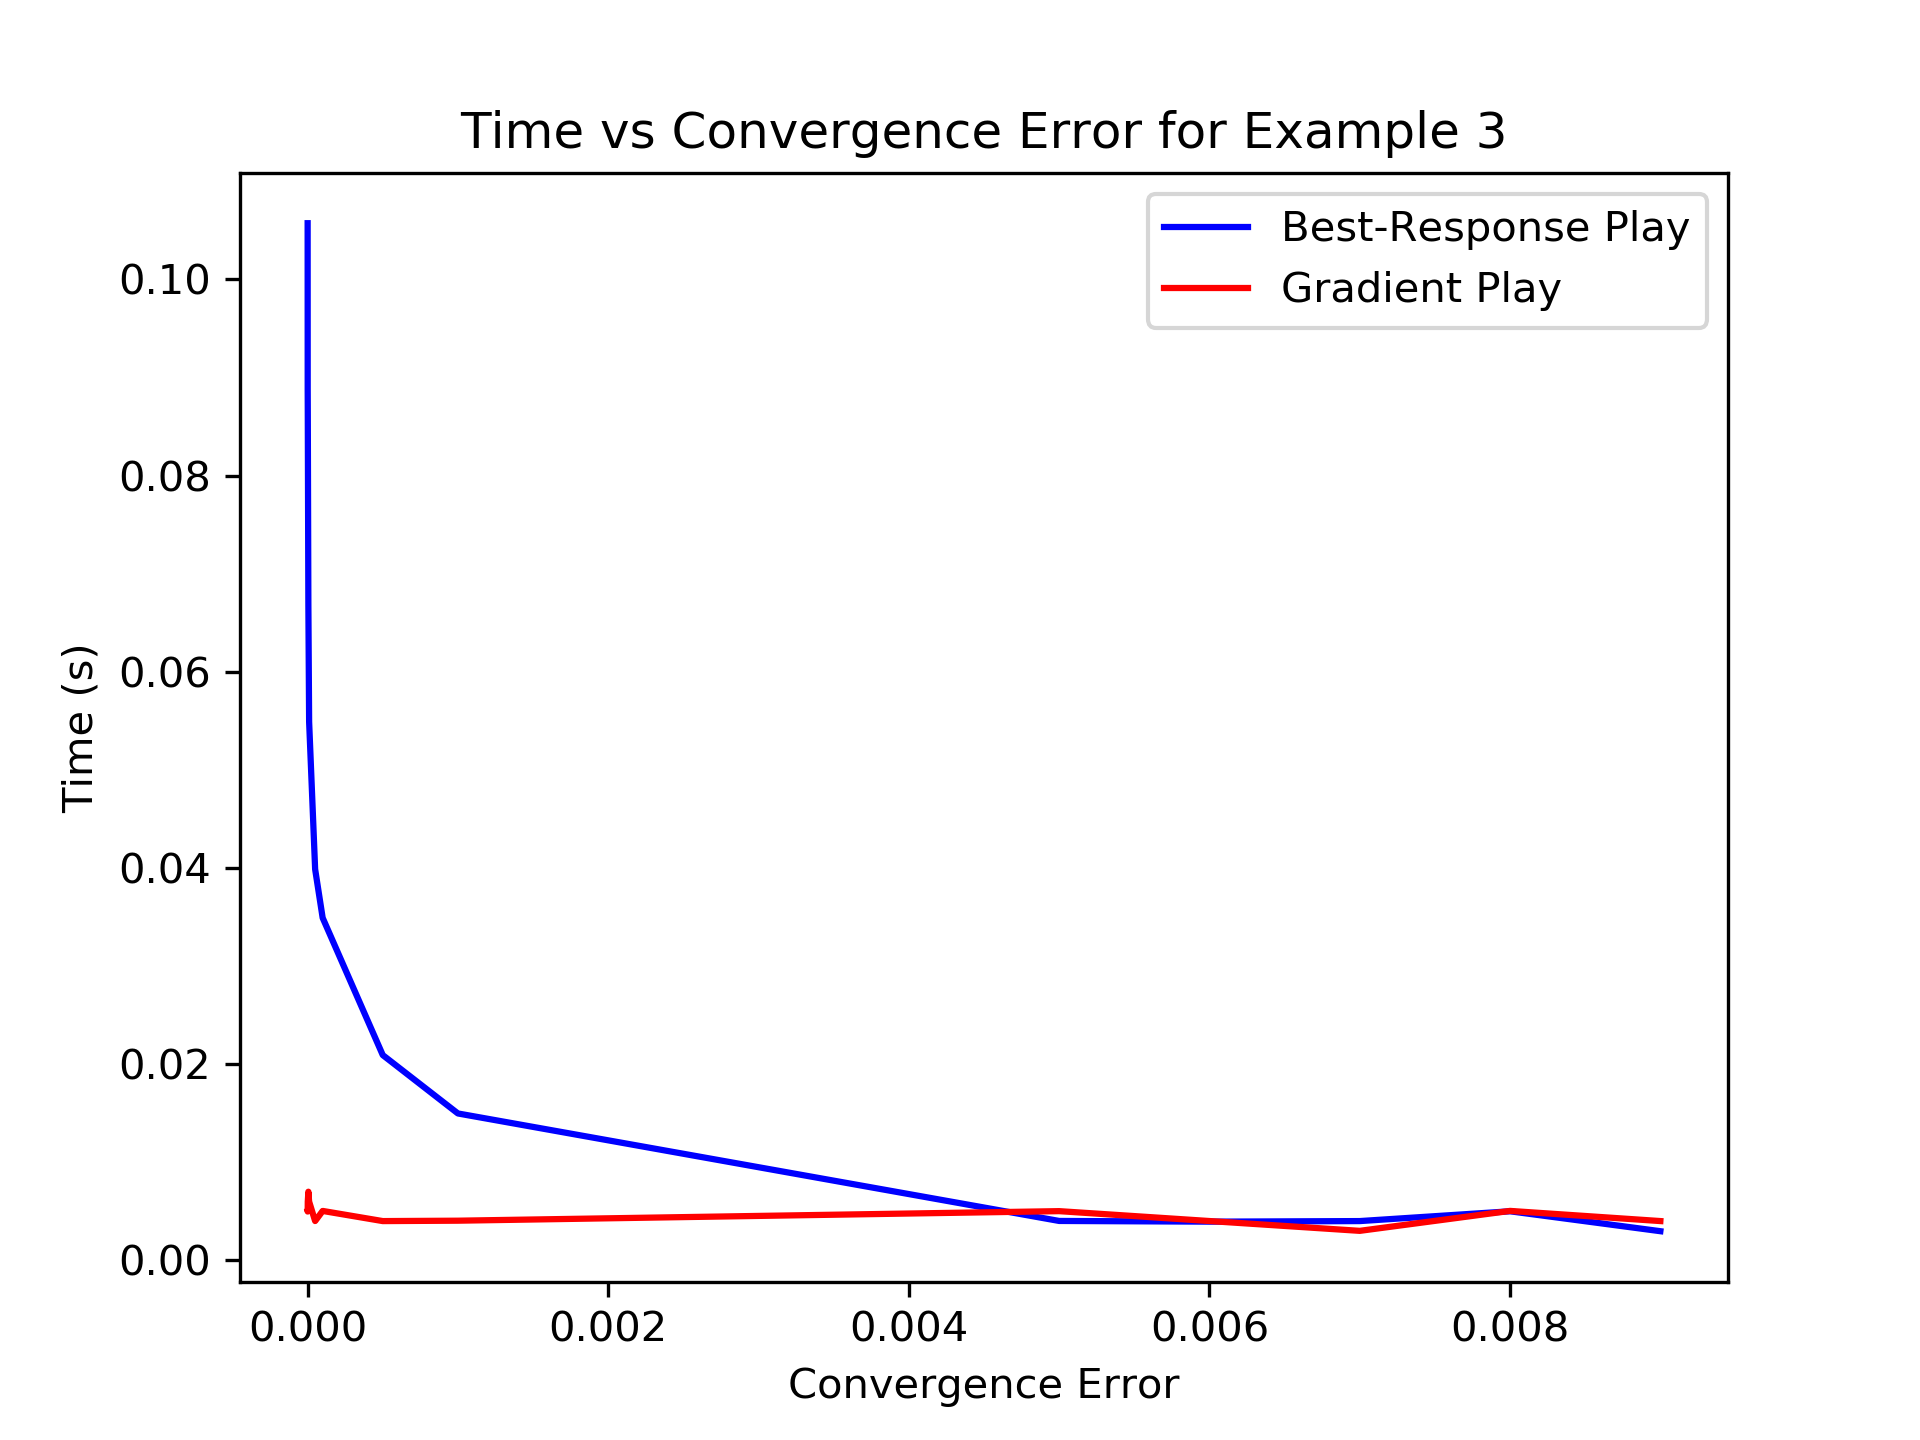 Time vs Convergence Error for Example 3
Best-Response Play
Gradient Play
0.10
0.08
0.06
0.04
0.02
0.00
Time (s)
0.000 0.002 0.004 0.006 0.008
Convergence Error